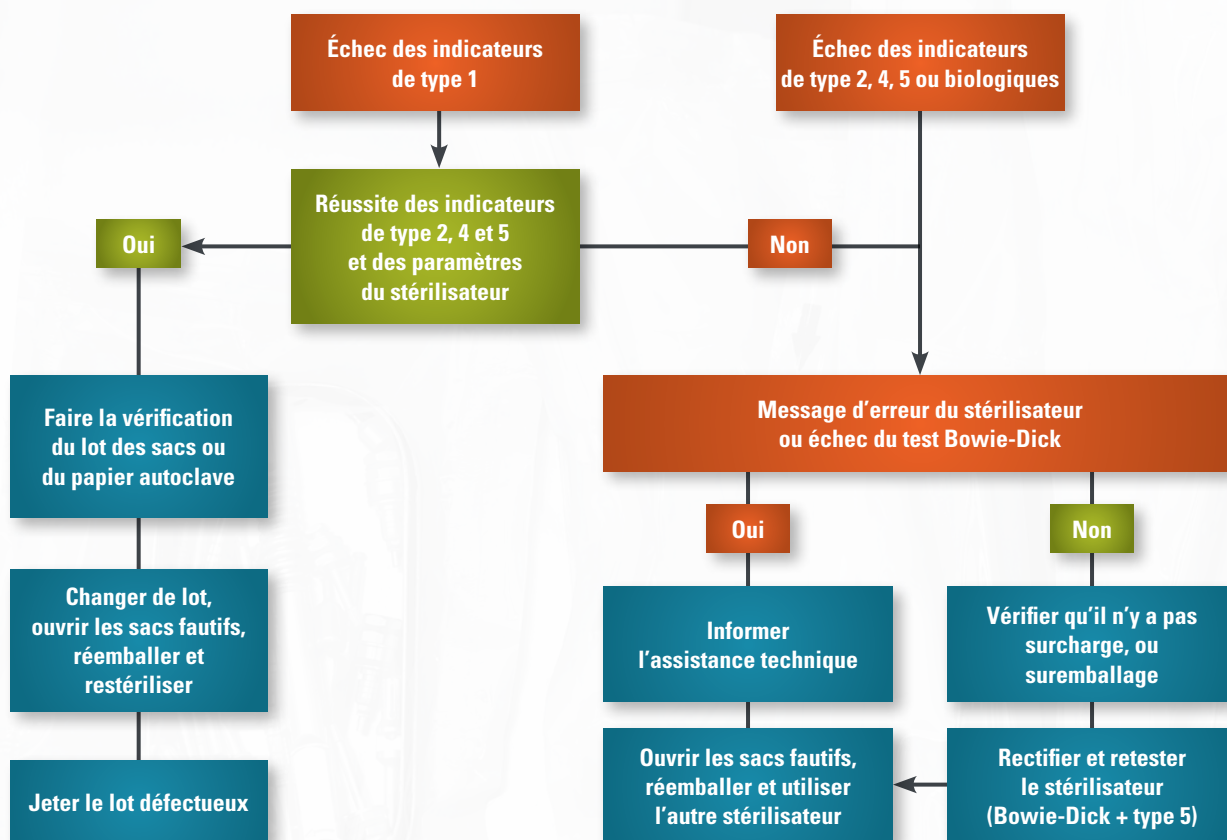 Échec des indicateurs
de type 1
Échec des indicateurs
de type 2, 4, 5 ou biologiques
Réussite des indicateurs
de type 2, 4 et 5
et des paramètres
du stérilisateur
Oui
Non
Faire la vérification
du lot des sacs ou
du papier autoclave
Changer de lot,
ouvrir les sacs fautifs,
réemballer et
restériliser
Jeter le lot défectueux
Message d'erreur du stérilisateur
ou échec du test Bowie-Dick
Oui
Non
Informer
l'assistance technique
Vérifier qu'il n'y a pas
surcharge, ou
suremballage
Ouvrir les sacs fautifs,
réemballer et utiliser
l'autre stérilisateur
Rectifier et retester
le stérilisateur
(Bowie-Dick + type 5)